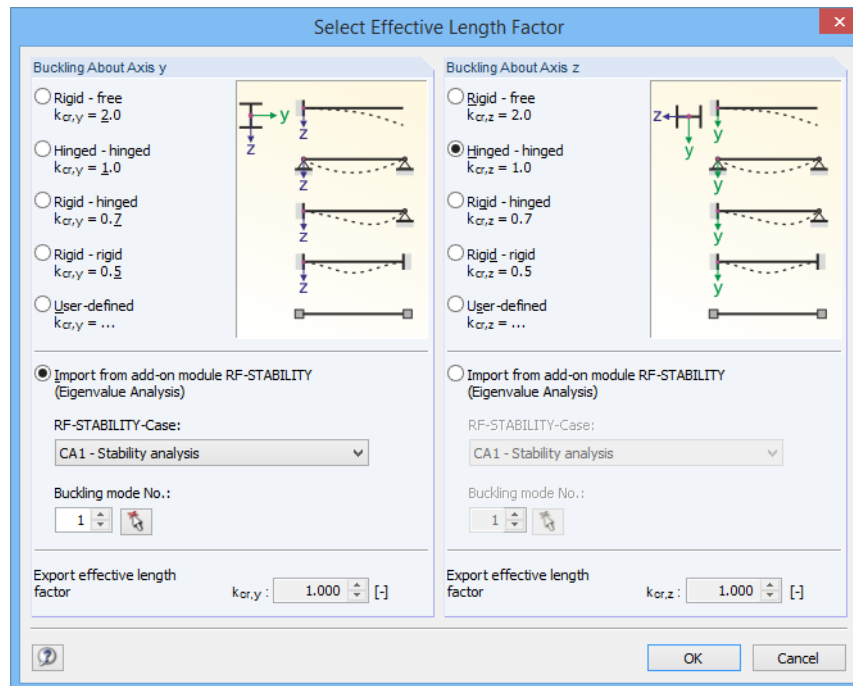 Select Effective Length Factor
×
Buckling About Axis y
Rigid - free
kcr,y = 2.0
Hinged - hinged
kcr,y = 1.0
Rigid - hinged
kcr,y = 0.7
Rigid - rigid
kcr,y = 0.5
User-defined
kcr,y = ...
y
z
z
z
z
z
Import from add-on module RF-STABILITY
(Eigenvalue Analysis)
RF-STABILITY-Case:
CA1 - Stability analysis
Buckling mode No.:
1
Export effective length
factor
kcr,y : 1.000 [-]
Buckling About Axis z
Rigid - free
kcr,z = 2.0
Hinged - hinged
kcr,z = 1.0
Rigid - hinged
kcr,z = 0.7
Rigid - rigid
kcr,z = 0.5
User-defined
kcr,z = ...
z
y
y
y
y
y
Import from add-on module RF-STABILITY
(Eigenvalue Analysis)
RF-STABILITY-Case:
CA1 - Stability analysis
Buckling mode No.:
1
Export effective length
factor
kcr,z : 1.000 [-]
?
OK
Cancel